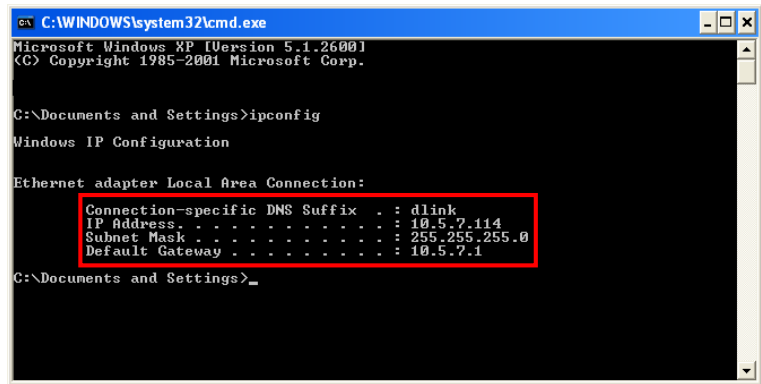 C:\WINDOWS\system32\cmd.exe
Microsoft Windows XP [Version 5.1.2600]
(C) Copyright 1985-2001 Microsoft Corp.
C:\Documents and Settings>ipconfig
Windows IP Configuration
Ethernet adapter Local Area Connection:
Connection-specific DNS Suffix . : dlink
IP Address. . . . . . . . . . . . : 10.5.7.114
Subnet Mask . . . . . . . . . . . : 255.255.255.0
Default Gateway . . . . . . . . . : 10.5.7.1
C:\Documents and Settings>_